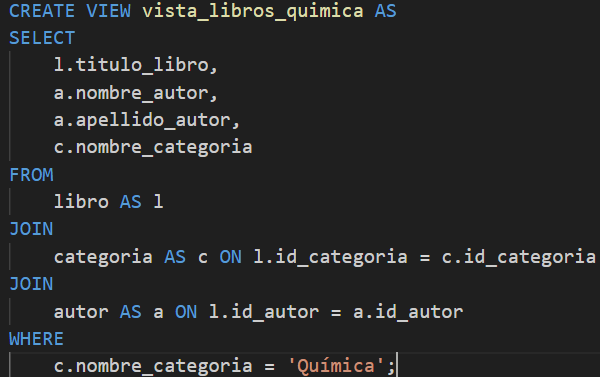 CREATE VIEW vista_libros_quimica AS
SELECT
    l.titulo_libro,
    a.nombre_autor,
    a.apellido_autor,
    c.nombre_categoria
FROM
    libro AS l
JOIN
    categoria AS c ON l.id_categoria = c.id_categoria
JOIN
    autor AS a ON l.id_autor = a.id_autor
WHERE
    c.nombre_categoria = 'Química';